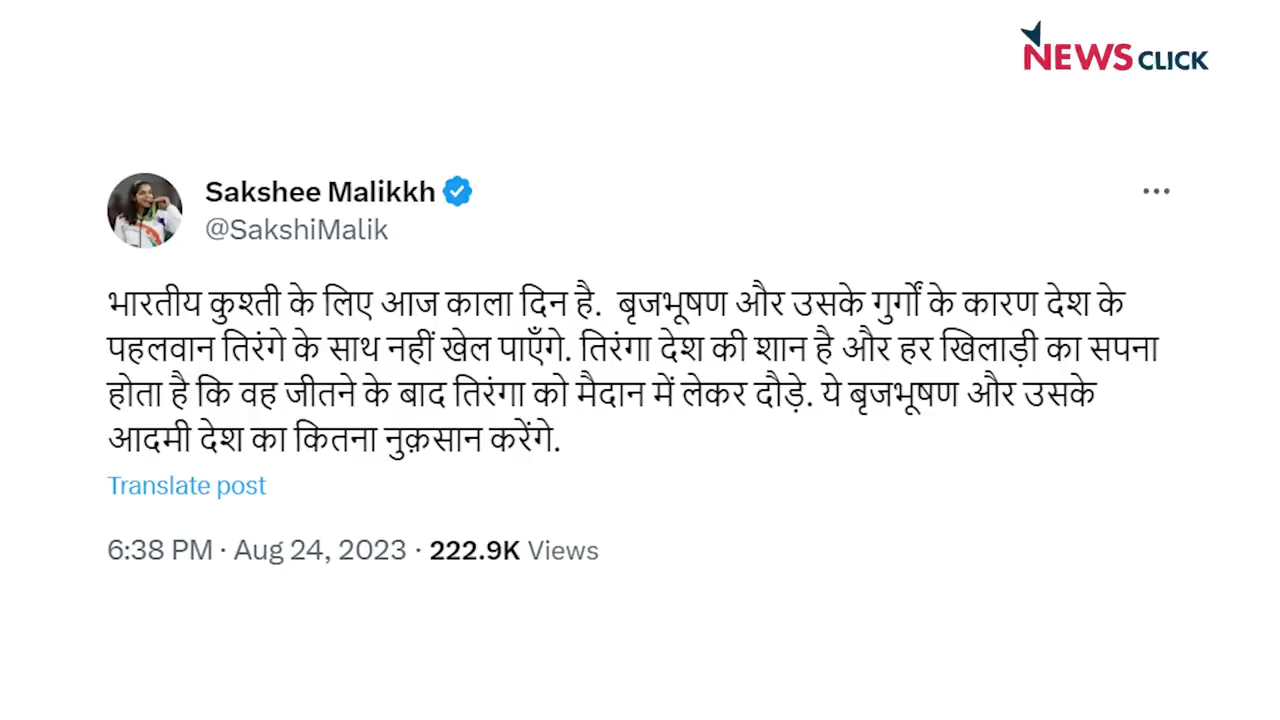 NEWS CLICK
Sakshee Malikkh
@SakshiMalik
भारतीय कुश्ती के लिए आज काला दिन है. बृजभूषण और उसके गुर्गों के कारण देश के
पहलवान तिरंगे के साथ नहीं खेल पाएँगे. तिरंगा देश की शान है और हर खिलाड़ी का सपना
होता है कि वह जीतने के बाद तिरंगा को मैदान में लेकर दौड़े. ये बृजभूषण और उसके
आदमी देश का कितना नुक़सान करेंगे.
Translate post
6:38 PM · Aug 24, 2023 · 222.9K Views